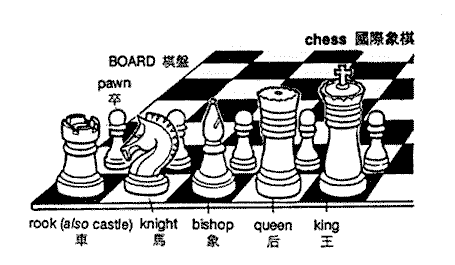 chess 國際象棋
BOARD 棋盤
pawn
卒
rook (also castle) knight bishop queen king
車 馬 象 后 王